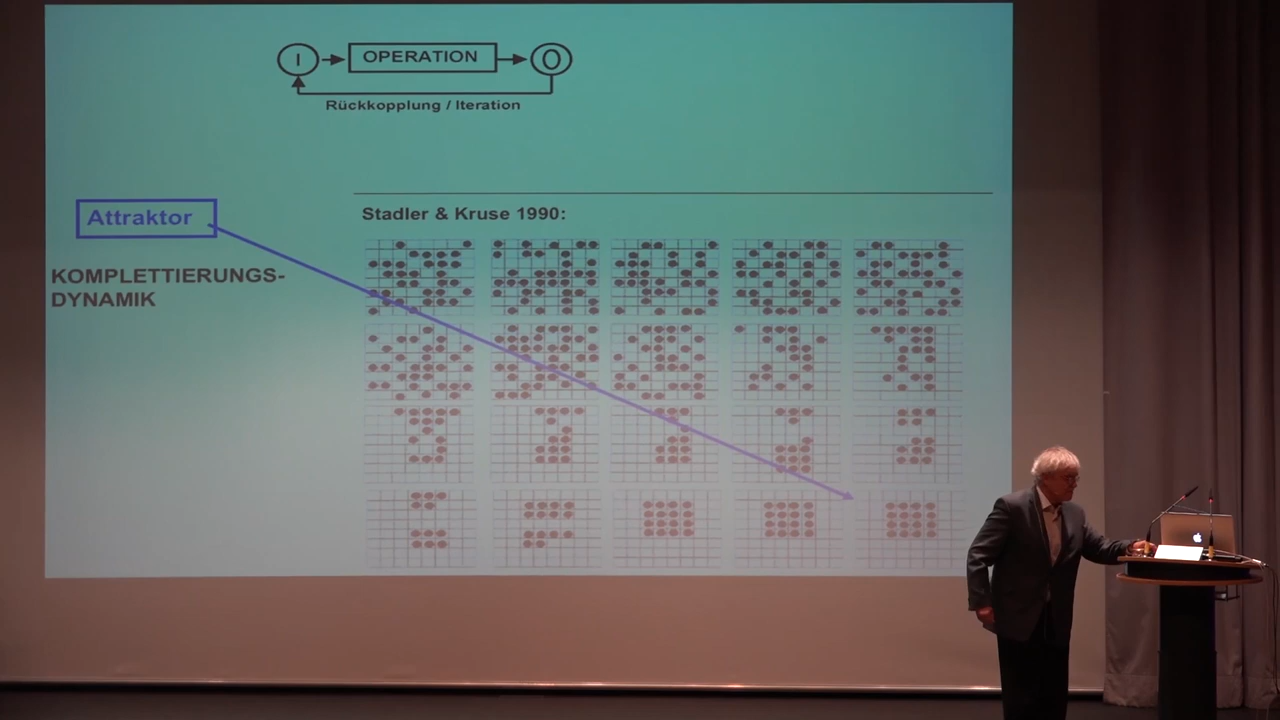 I
OPERATION
O
Rückkopplung / Iteration
Attraktor
Stadler & Kruse 1990:
KOMPLETTIERUNGS-
DYNAMIK